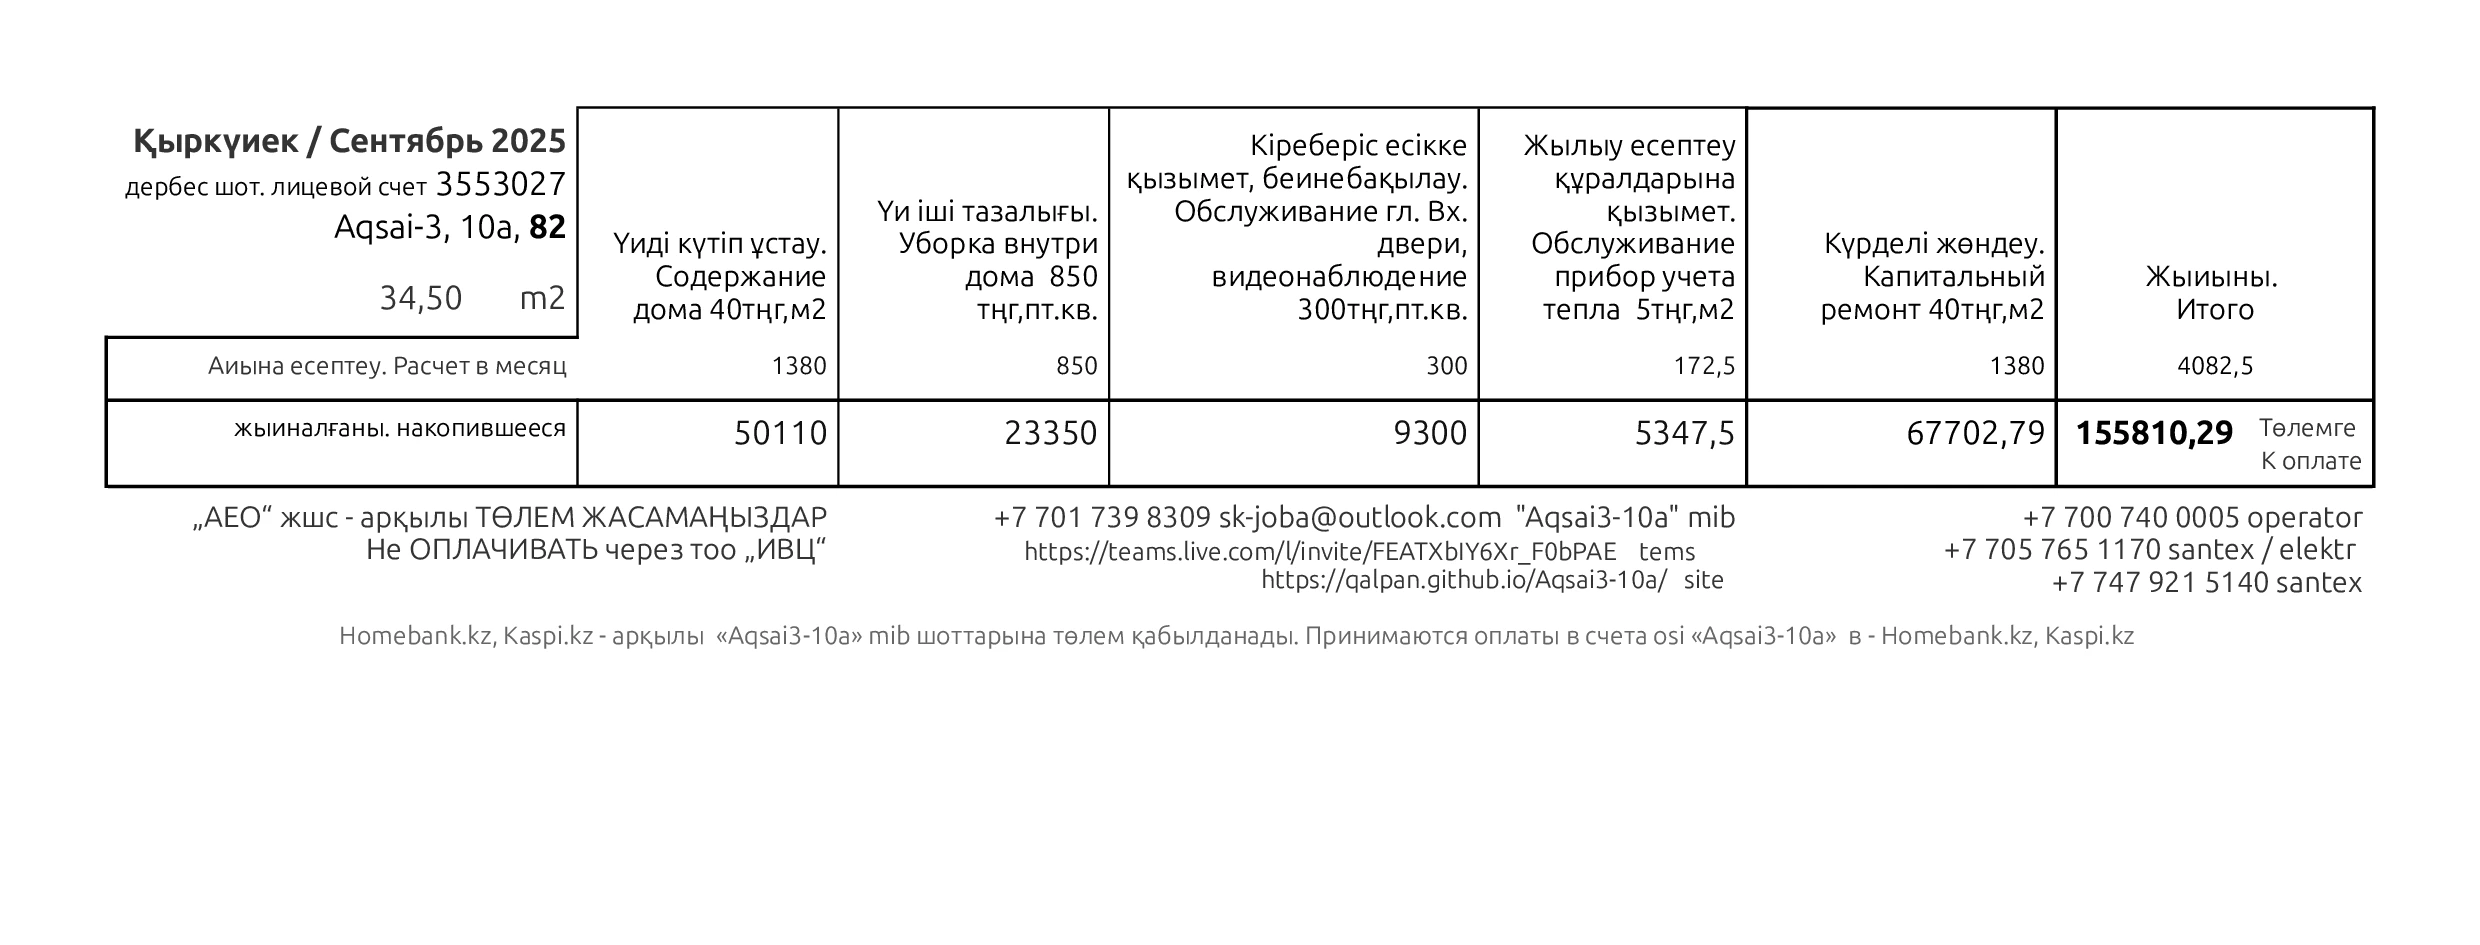 Қыркүиек / Сентябрь 2025
дербес шот. лицевой счет 3553027
Aqsai-3, 10a, 82
34,50 m2
Үиді күтіп ұстау.
Содержание
дома 40тңг,м2
Үи іші тазалығы.
Уборка внутри
дома 850
тңг,пт.кв.
Кіреберіс есікке
қызымет, беинебақылау.
Обслуживание гл. Вх.
двери,
видеонаблюдение
300тңг,пт.кв.
Жылыу есептеу
құралдарына
қызымет.
Обслуживание
прибор учета
тепла 5тңг,м2
Күрделі жөндеу.
Капитальный
ремонт 40тңг,м2
Жыиыны.
Итого
Аиына есептеу. Расчет в месяц 1380 850 300 172,5 1380 4082,5
жыиналғаны. накопившееся 50110 23350 9300 5347,5 67702,79 155810,29 Төлемге
К оплате
„АЕО“ жшс - арқылы ТӨЛЕМ ЖАСАМАҢЫЗДАР
Не ОПЛАЧИВАТЬ через тоо „ИВЦ“
+7 701 739 8309 sk-joba@outlook.com "Aqsai3-10a" mib
https://teams.live.com/l/invite/FEATXbIY6Xr_F0bPAE tems
https://qalpan.github.io/Aqsai3-10a/ site
+7 700 740 0005 operator
+7 705 765 1170 santex / elektr
+7 747 921 5140 santex
Homebank.kz, Kaspi.kz - арқылы «Aqsai3-10a» mib шоттарына төлем қабылданады. Принимаются оплаты в счета osi «Aqsai3-10a» в - Homebank.kz, Kaspi.kz